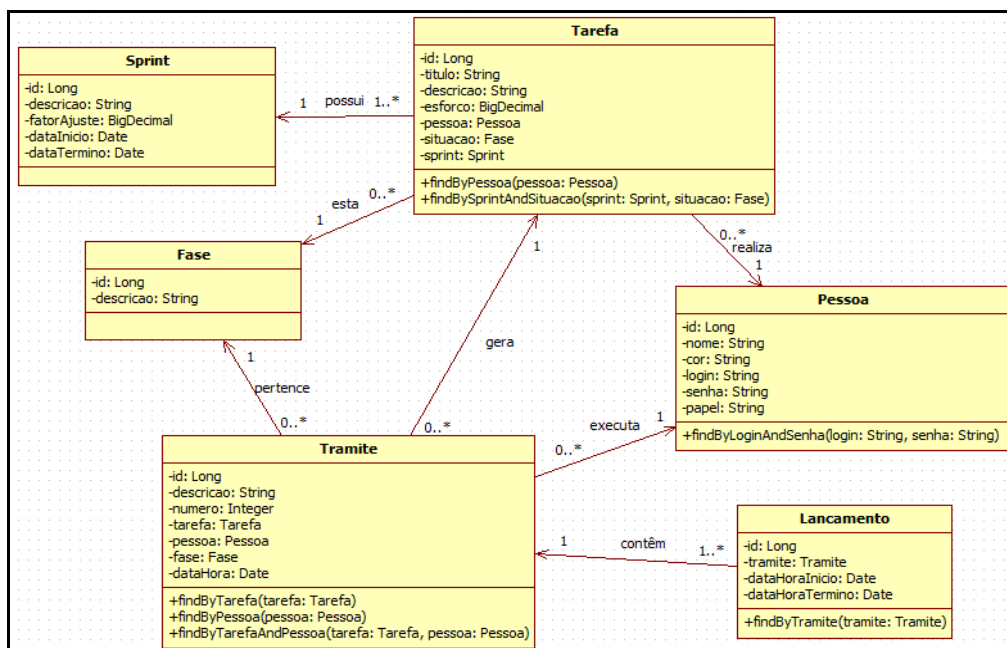 Tarefa
-id: Long
-titulo: String
-descricao: String
-esforco: BigDecimal
-pessoa: Pessoa
-situacao: Fase
-sprint: Sprint
+findByPessoa(pessoa: Pessoa)
+findBySprintAndSituacao(sprint: Sprint, situacao: Fase)
Sprint
-id: Long
-descricao: String
-fatorAjuste: BigDecimal
-dataInicio: Date
-dataTermino: Date
1 possui 1..*
0..*
esta
1
Fase
-id: Long
-descricao: String
1
gera
0..*
realiza
1
Pessoa
-id: Long
-nome: String
-cor: String
-login: String
-senha: String
-papel: String
+findByLoginAndSenha(login: String, senha: String)
1
pertence
0..*
0..*
executa 1
0..*
Tramite
-id: Long
-descricao: String
-numero: Integer
-tarefa: Tarefa
-pessoa: Pessoa
-fase: Fase
-dataHora: Date
+findByTarefa(tarefa: Tarefa)
+findByPessoa(pessoa: Pessoa)
+findByTarefaAndPessoa(tarefa: Tarefa, pessoa: Pessoa)
1 contêm 1..*
Lancamento
-id: Long
-tramite: Tramite
-dataHoraInicio: Date
-dataHoraTermino: Date
+findByTramite(tramite: Tramite)